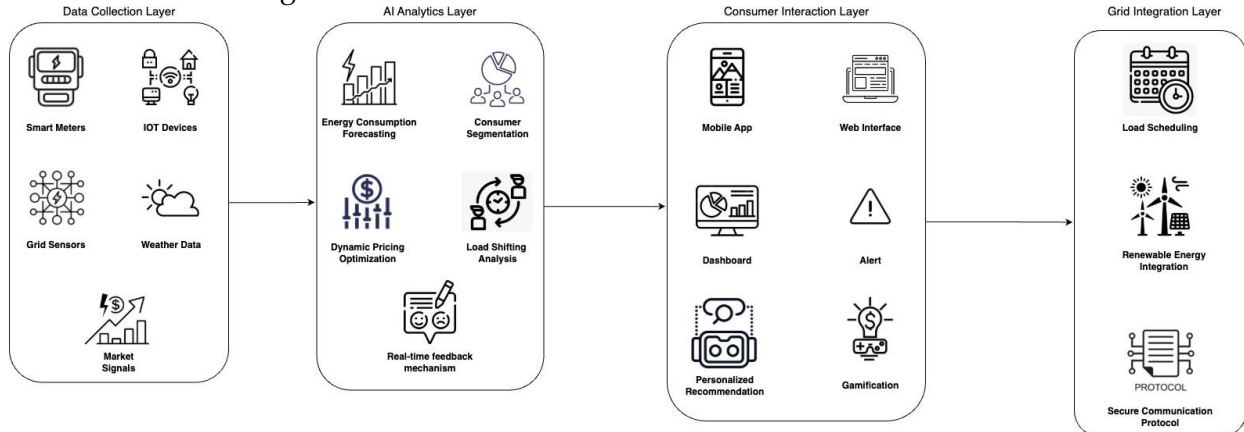 Data Collection Layer
Smart Meters
IOT Devices
Grid Sensors
Weather Data
Market
Signals
AI Analytics Layer
Energy Consumption
Forecasting
Consumer
Segmentation
Dynamic Pricing
Optimization
Load Shifting
Analysis
Real-time feedback
mechanism
Consumer Interaction Layer
Mobile App
Web Interface
Dashboard
Alert
Personalized
Recommendation
Gamification
Grid Integration Layer
Load Scheduling
Renewable Energy
Integration
PROTOCOL
Secure Communication
Protocol